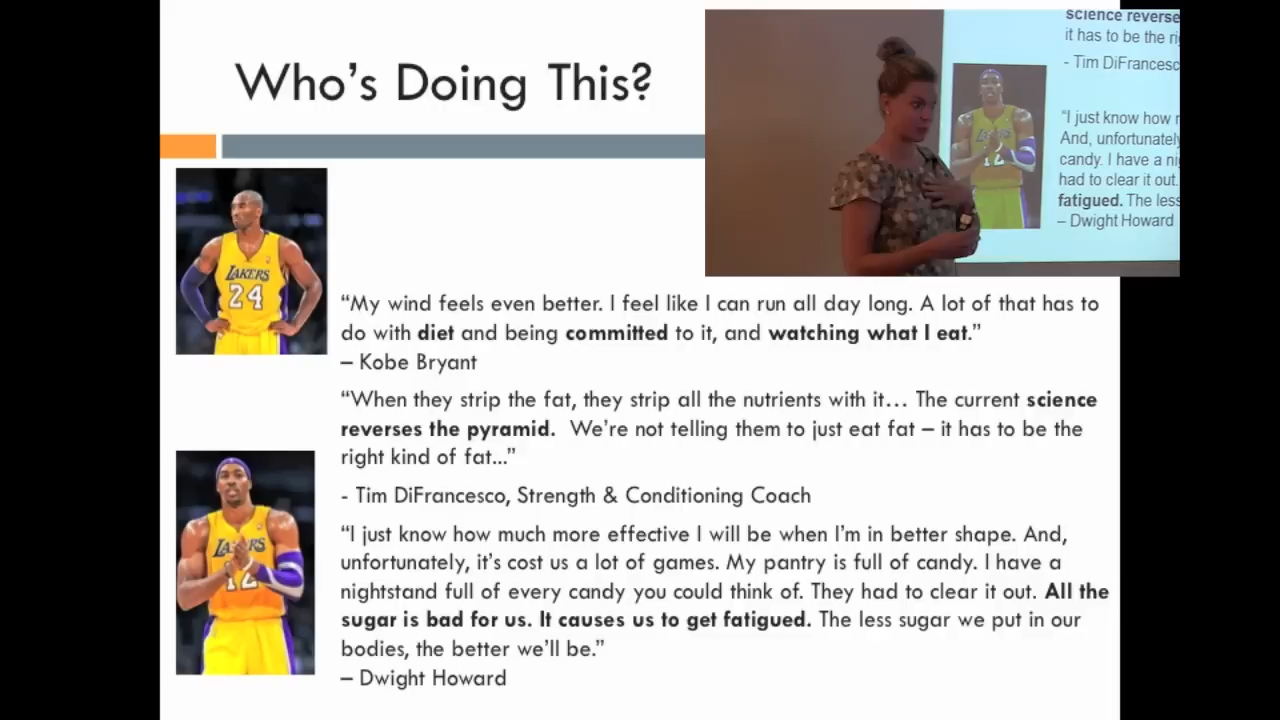 Who's Doing This?
science reverse
it has to be the ri
- Tim DiFrancesc
"I just know how
And, unfortunately
candy. I have a ni
had to clear it out.
fatigued. The less
– Dwight Howard
LAKERS
24
"My wind feels even better. I feel like I can run all day long. A lot of that has to
do with diet and being committed to it, and watching what I eat."
– Kobe Bryant
"When they strip the fat, they strip all the nutrients with it… The current science
reverses the pyramid.  We're not telling them to just eat fat – it has to be the
right kind of fat..."
- Tim DiFrancesco, Strength & Conditioning Coach
LAKERS
12
"I just know how much more effective I will be when I'm in better shape. And,
unfortunately, it's cost us a lot of games. My pantry is full of candy. I have a
nightstand full of every candy you could think of. They had to clear it out. All the
sugar is bad for us. It causes us to get fatigued. The less sugar we put in our
bodies, the better we'll be."
– Dwight Howard